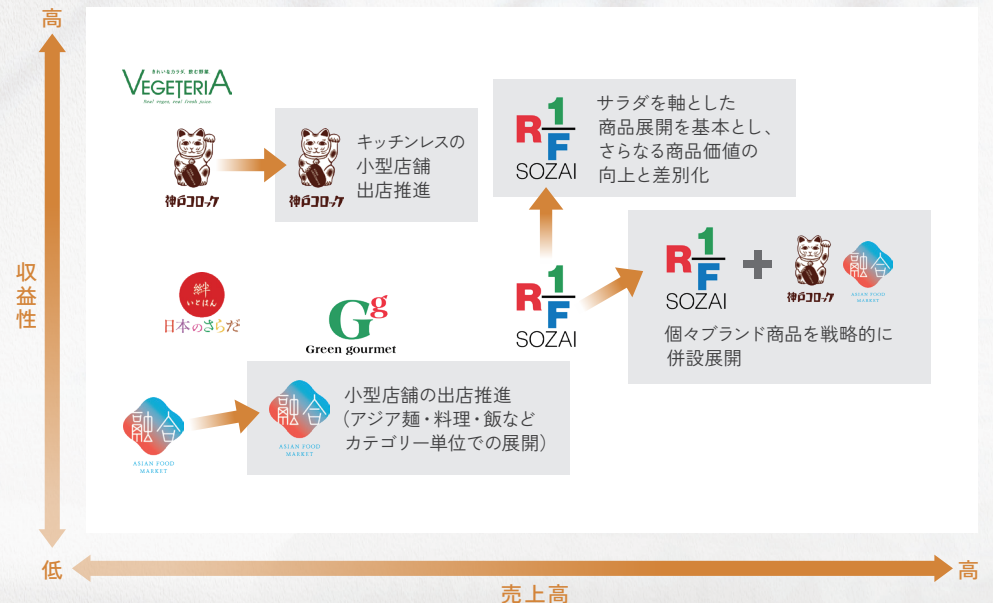 高
収益性
低
売上高
高
きれいなカラダ、飲む野菜。
VEGETERIA
Real vegee, real fresh juice
神戸コロッケ
神戸コロッケ
キッチンレスの
小型店舗
出店推進
R 1/F
SOZAI
サラダを軸とした
商品展開を基本とし、
さらなる商品価値の
向上と差別化
R 1/F
SOZAI
R 1/F
SOZAI
+
神戸コロッケ
融合
ASIAN FOOD
MARKET
個々ブランド商品を戦略的に
併設展開
絆
いとはん
日本のさらだ
Gg
Green gourmet
融合
ASIAN FOOD
MARKET
融合
ASIAN FOOD
MARKET
小型店舗の出店推進
(アジア麺・料理・飯など
カテゴリー単位での展開)